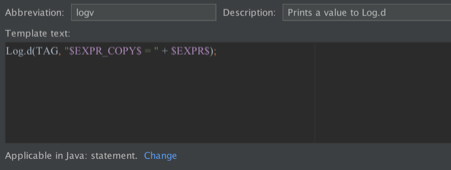 Abbreviation: logv Description: Prints a value to Log.d
Template text:
Log.d(TAG, "$EXPR_COPY$ = " + $EXPR$);
Applicable in Java: statement. Change